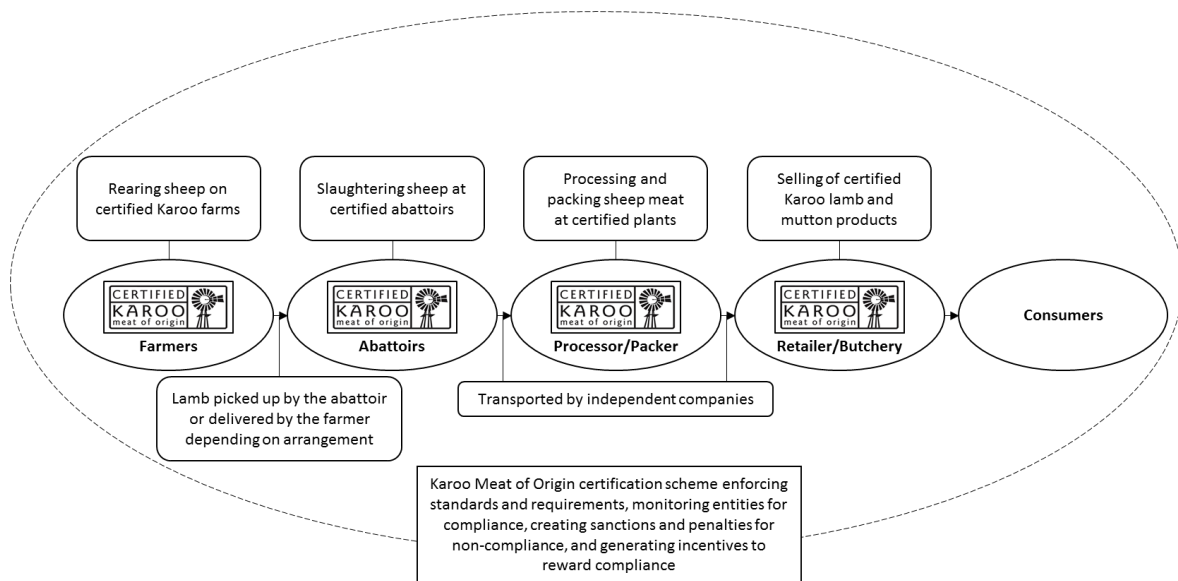 Rearing sheep on
certified Karoo farms
Slaughtering sheep at
certified abattoirs
Processing and
packing sheep meat
at certified plants
Selling of certified
Karoo lamb and
mutton products
CERTIFIED
KAROO
meat of origin
Farmers
CERTIFIED
KAROO
meat of origin
Abattoirs
CERTIFIED
KAROO
meat of origin
Processor/Packer
CERTIFIED
KAROO
meat of origin
Retailer/Butchery
Consumers
Lamb picked up by the abattoir
or delivered by the farmer
depending on arrangement
Transported by independent companies
Karoo Meat of Origin certification scheme enforcing
standards and requirements, monitoring entities for
compliance, creating sanctions and penalties for
non-compliance, and generating incentives to
reward compliance